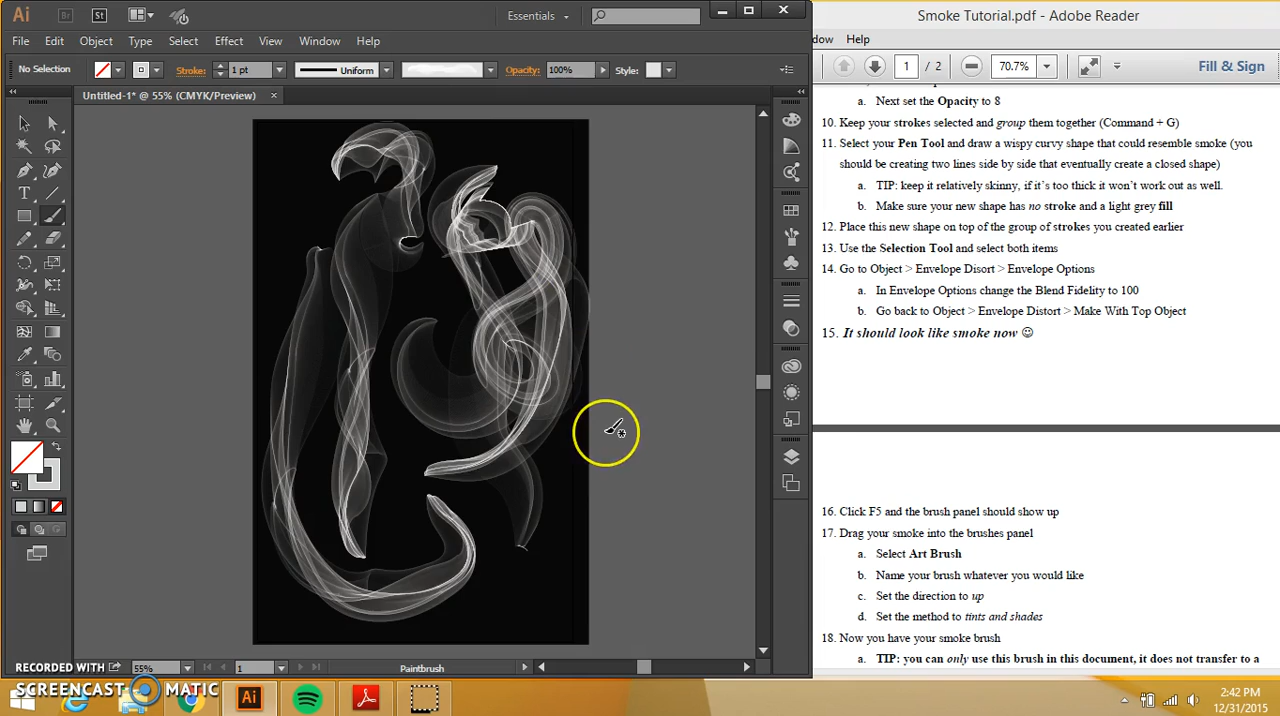 Ai
Br
St
Essentials
File Edit Object Type Select Effect View Window Help
No Selection
Stroke:
1 pt
Uniform
Opacity:
100%
Style:
Untitled-1* @ 55% (CMYK/Preview)
×
T
55%
1
Paintbrush
Smoke Tutorial.pdf - Adobe Reader
dow Help
1 / 2
70.7%
Fill & Sign
a. Next set the Opacity to 8
10. Keep your strokes selected and group them together (Command + G)
11. Select your Pen Tool and draw a wispy curvy shape that could resemble smoke (you
should be creating two lines side by side that eventually create a closed shape)
a. TIP: keep it relatively skinny, if it's too thick it won't work out as well.
b. Make sure your new shape has no stroke and a light grey fill
12. Place this new shape on top of the group of strokes you created earlier
13. Use the Selection Tool and select both items
14. Go to Object > Envelope Disort > Envelope Options
a. In Envelope Options change the Blend Fidelity to 100
b. Go back to Object > Envelope Distort > Make With Top Object
15. It should look like smoke now ☺
16. Click F5 and the brush panel should show up
17. Drag your smoke into the brushes panel
a. Select Art Brush
b. Name your brush whatever you would like
c. Set the direction to up
d. Set the method to tints and shades
18. Now you have your smoke brush
a. TIP: you can only use this brush in this document, it does not transfer to a
RECORDED WITH
SCREENCAST MATIC
Ai
2:42 PM
12/31/2015